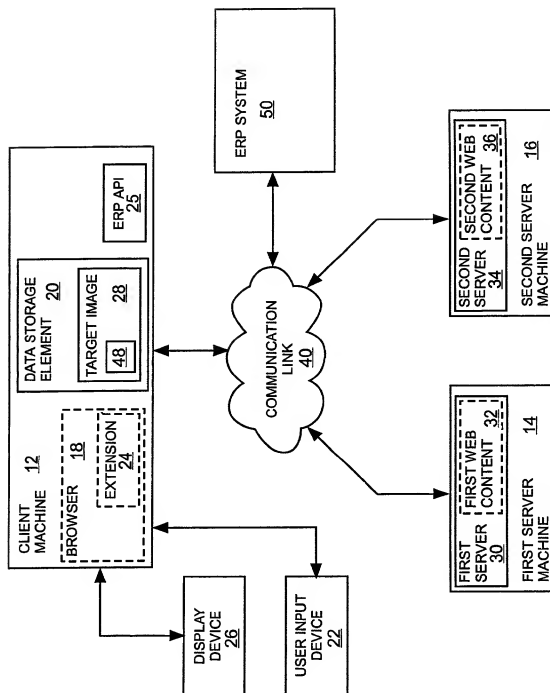 CLIENT
MACHINE
12
BROWSER
18
EXTENSION
24
DATA STORAGE
ELEMENT
20
TARGET IMAGE
28
48
ERP API
25
DISPLAY
DEVICE
26
USER INPUT
DEVICE
22
COMMUNICATION
LINK
40
ERP SYSTEM
50
FIRST
SERVER
30
FIRST WEB
CONTENT
32
FIRST SERVER
MACHINE
14
SECOND
SERVER
34
SECOND WEB
CONTENT
36
SECOND SERVER
MACHINE
16